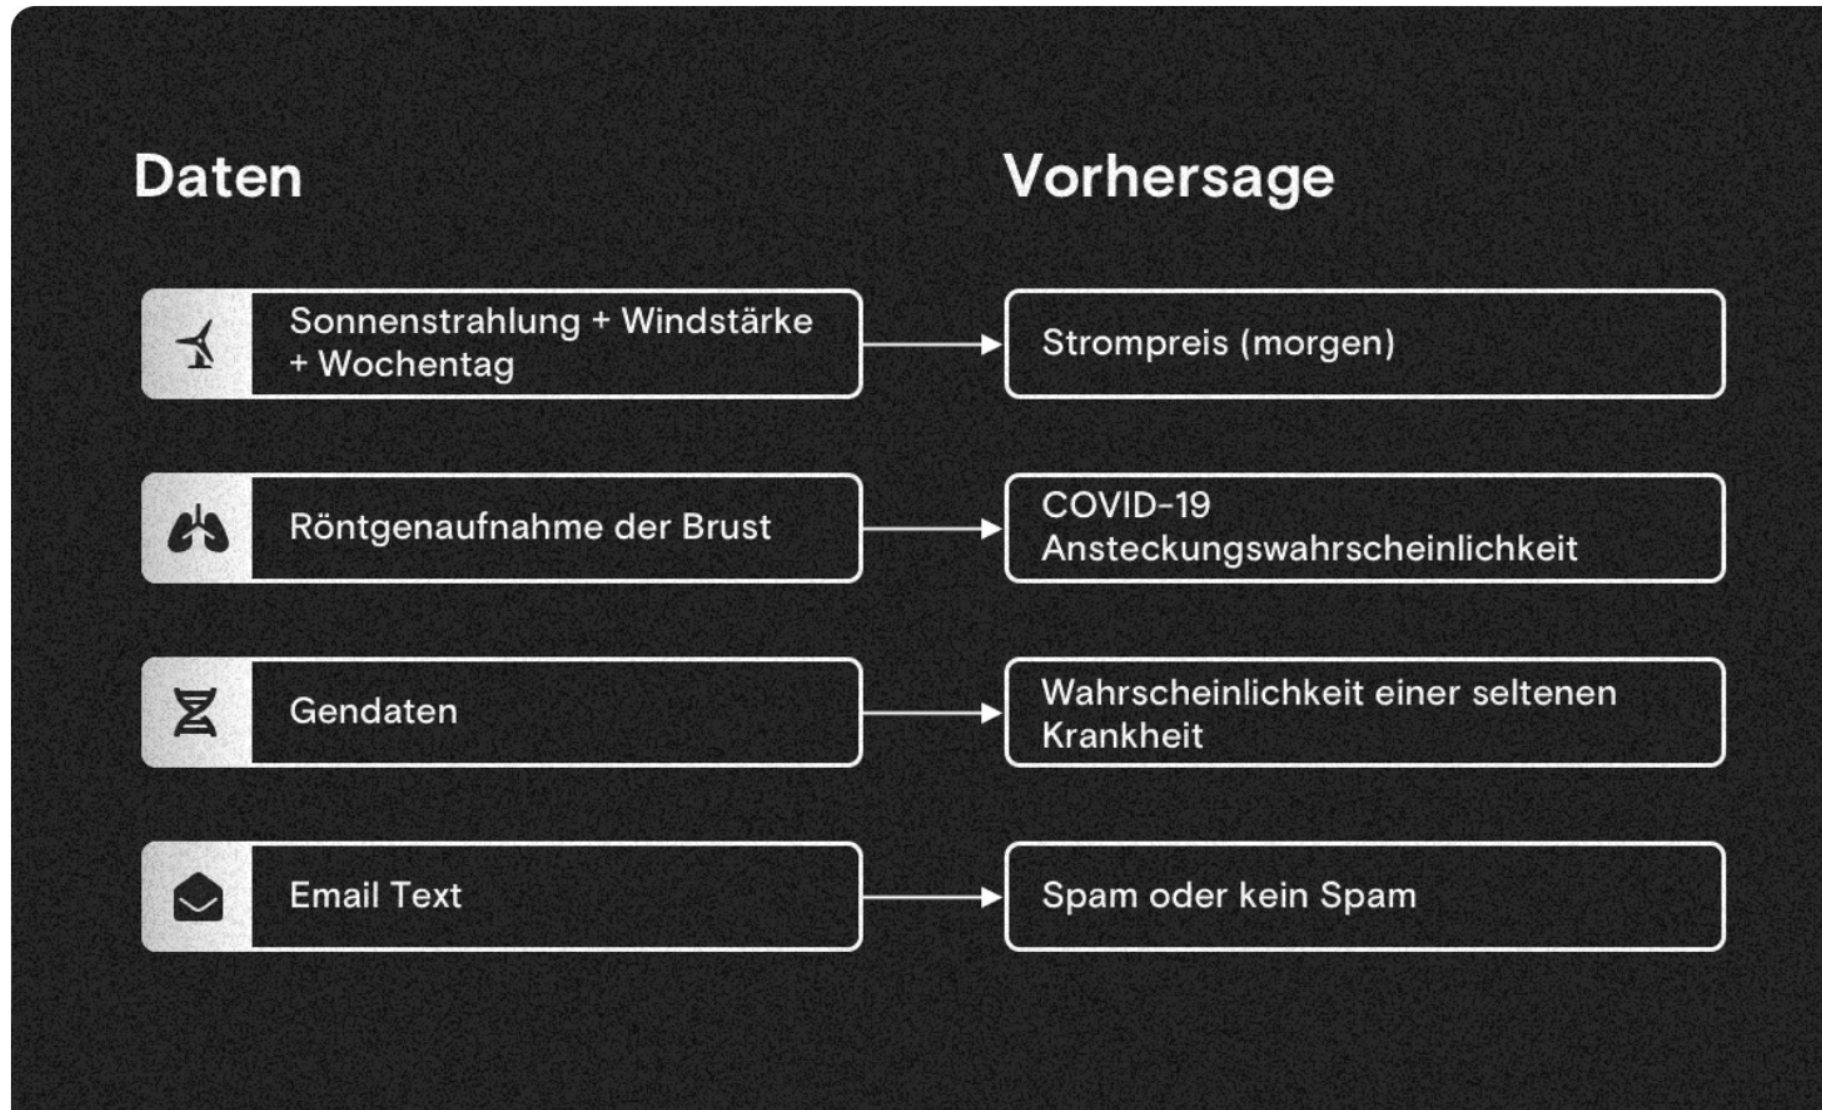 Daten
Vorhersage
Sonnenstrahlung + Windstärke
+ Wochentag
Strompreis (morgen)
Röntgenaufnahme der Brust
COVID-19
Ansteckungswahrscheinlichkeit
Gendaten
Wahrscheinlichkeit einer seltenen
Krankheit
Email Text
Spam oder kein Spam